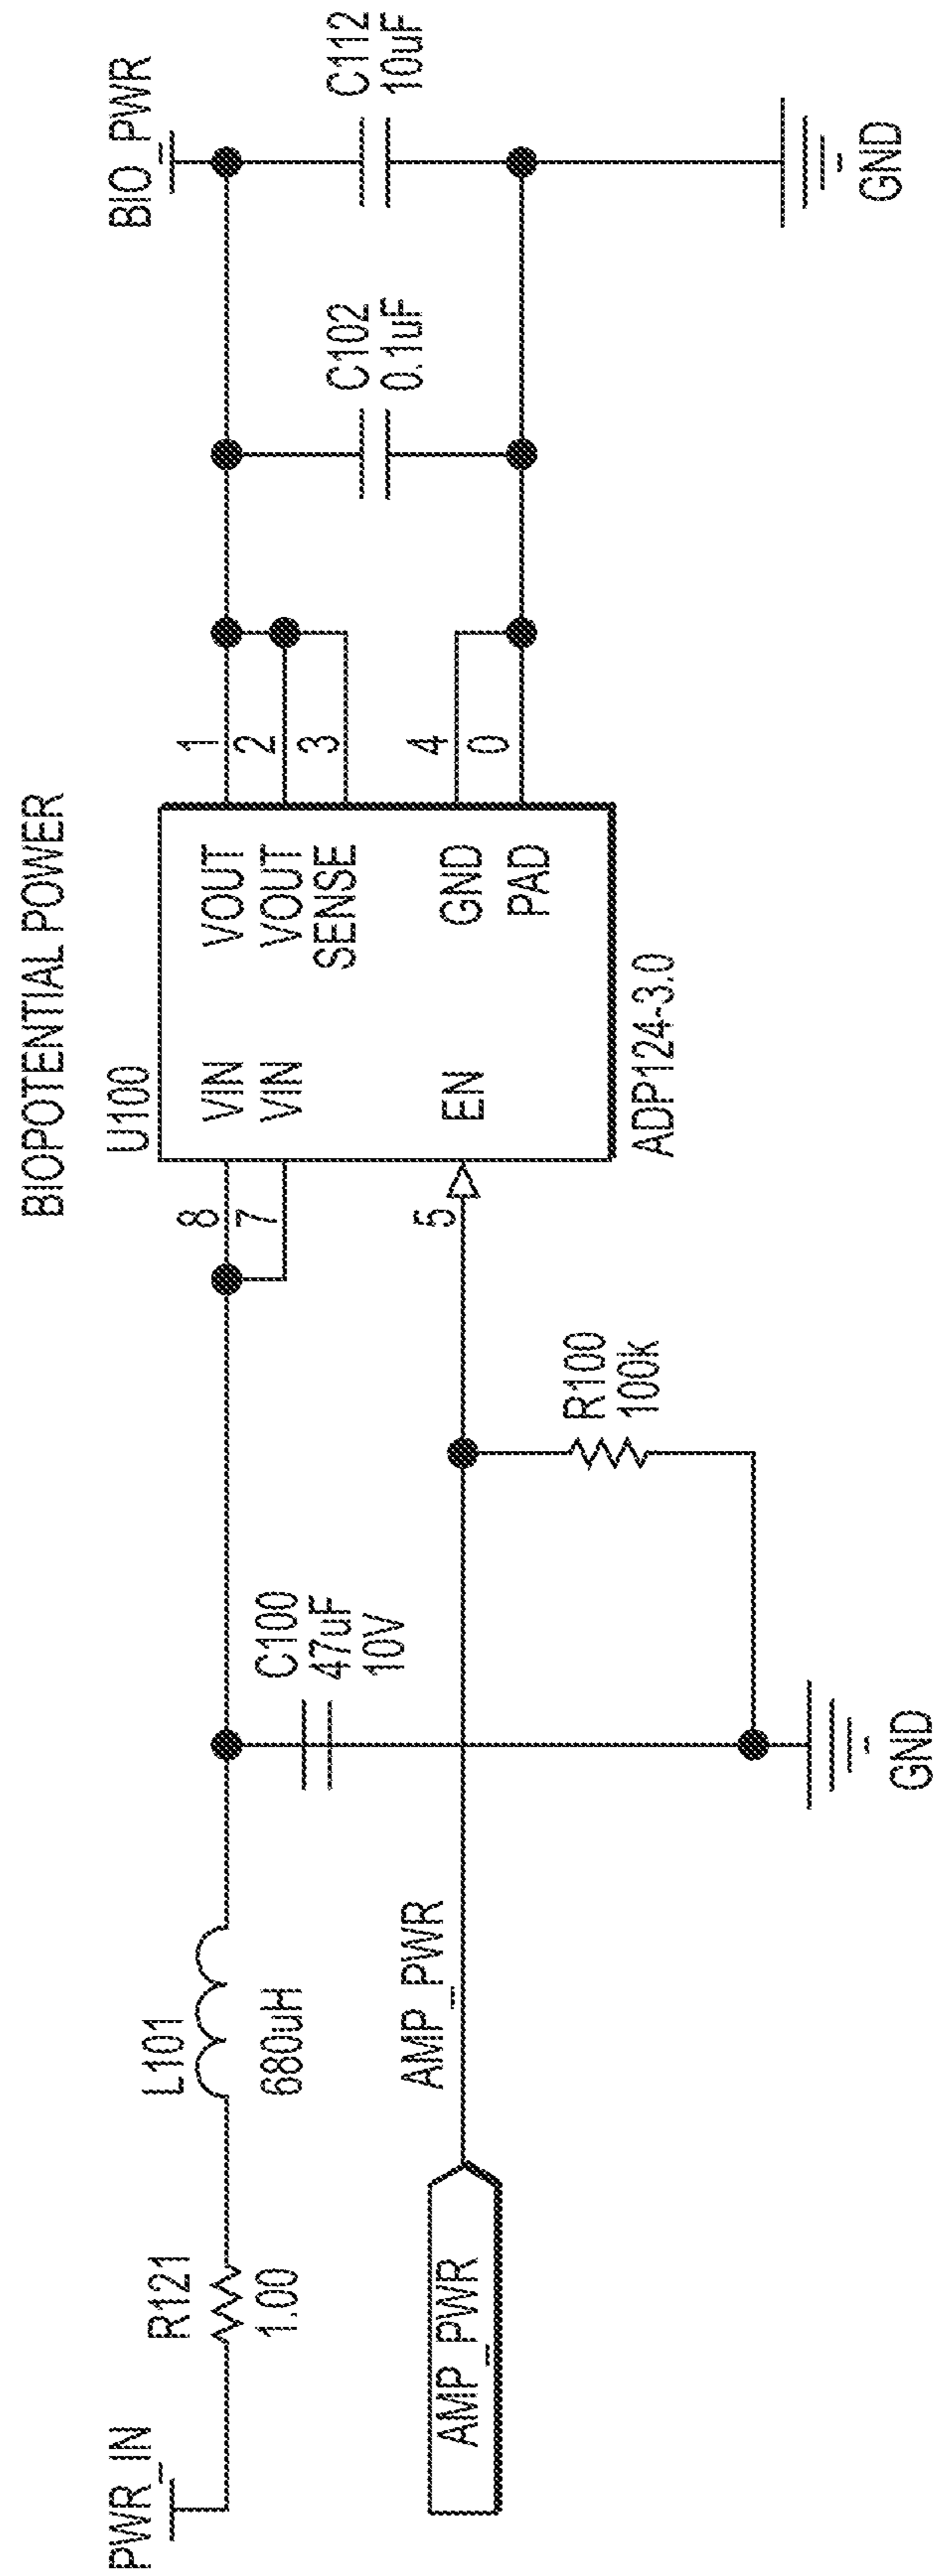 BIOPOTENTIAL POWER
PWR_IN
R121
1.00
L101
680uH
C100
47uF
10V
AMP_PWR
AMP_PWR
GND
R100
100k
8
7
5
U100
VIN
VIN
EN
VOUT
VOUT
SENSE
GND
PAD
ADP124-3.0
1
2
3
4
0
C102
0.1uF
BIO_PWR
C112
10uF
GND